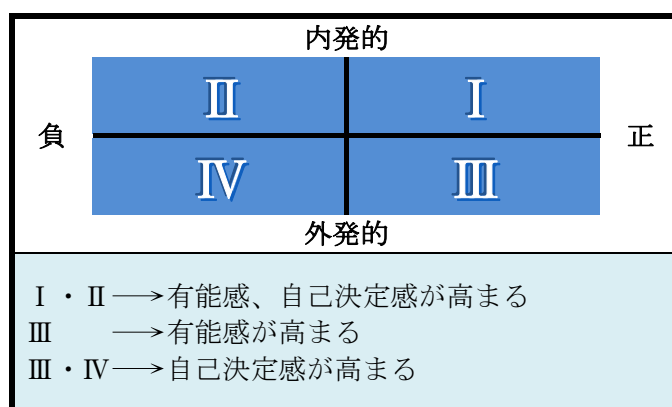 内発的
Ⅱ Ⅰ
負 正
Ⅳ Ⅲ
外発的
Ⅰ・Ⅱ→有能感、自己決定感が高まる
Ⅲ →有能感が高まる
Ⅲ・Ⅳ→自己決定感が高まる